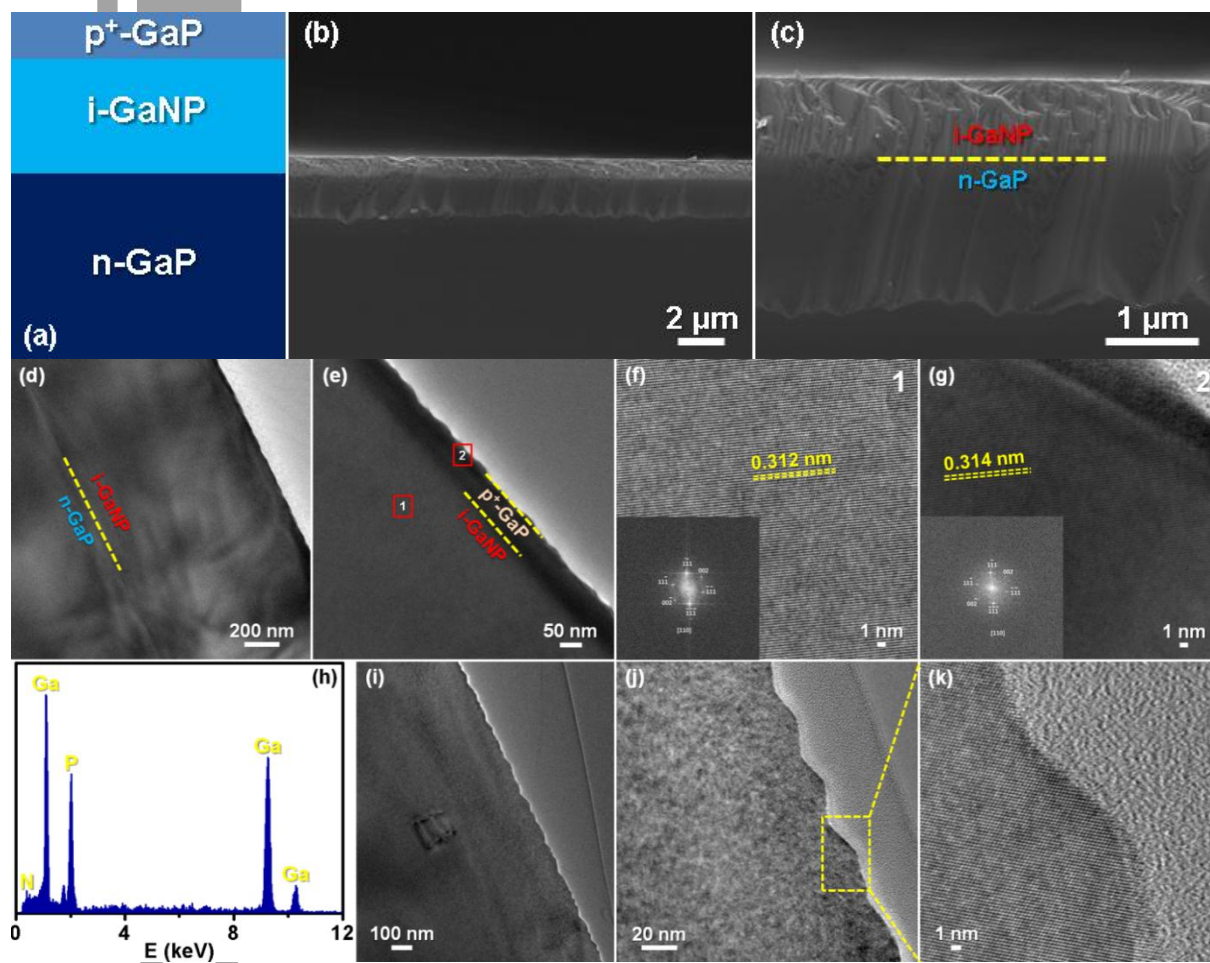 p⁺-GaP
i-GaNP
n-GaP
(a)
(b)
2 µm
(c)
i-GaNP
n-GaP
1 µm
(d)
i-GaNP
n-GaP
200 nm
(e)
2
1
p⁺-GaP
i-GaNP
50 nm
(f)
1
0.312 nm
[110]
1 nm
(g)
2
0.314 nm
[110]
1 nm
(h)
Ga
P
N
Ga
Ga
0 4 8 12
E (keV)
(i)
100 nm
(j)
20 nm
(k)
1 nm